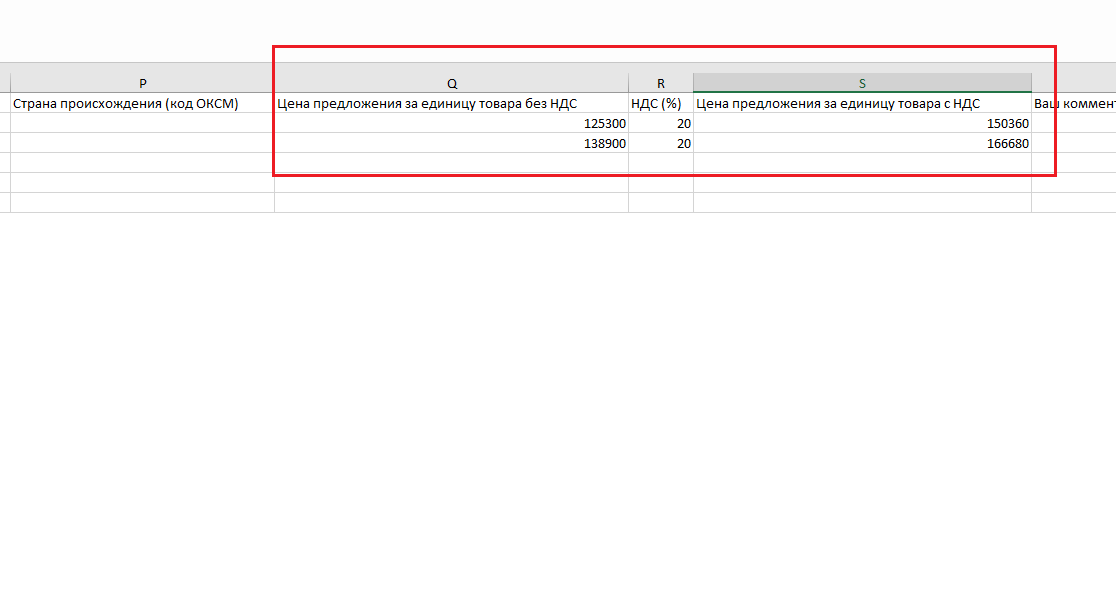 P Q R S
Страна происхождения (код ОКСМ) Цена предложения за единицу товара без НДС НДС (%) Цена предложения за единицу товара с НДС Ваш коммент
125300 20 150360
138900 20 166680